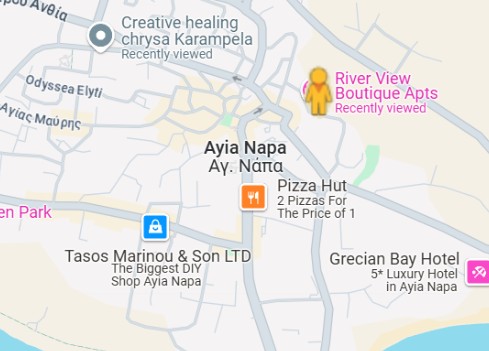 ρου Ανθία
Creative healing
chrysa Karampela
Recently viewed
Odyssea Elyti
Αγίας Μαύρης
River View
Boutique Apts
Recently viewed
Ayia Napa
Αγ. Νάπα
Pizza Hut
2 Pizzas For
The Price of 1
en Park
Tasos Marinou & Son LTD
The Biggest DIY
Shop Ayia Napa
Grecian Bay Hotel
5* Luxury Hotel
in Ayia Napa